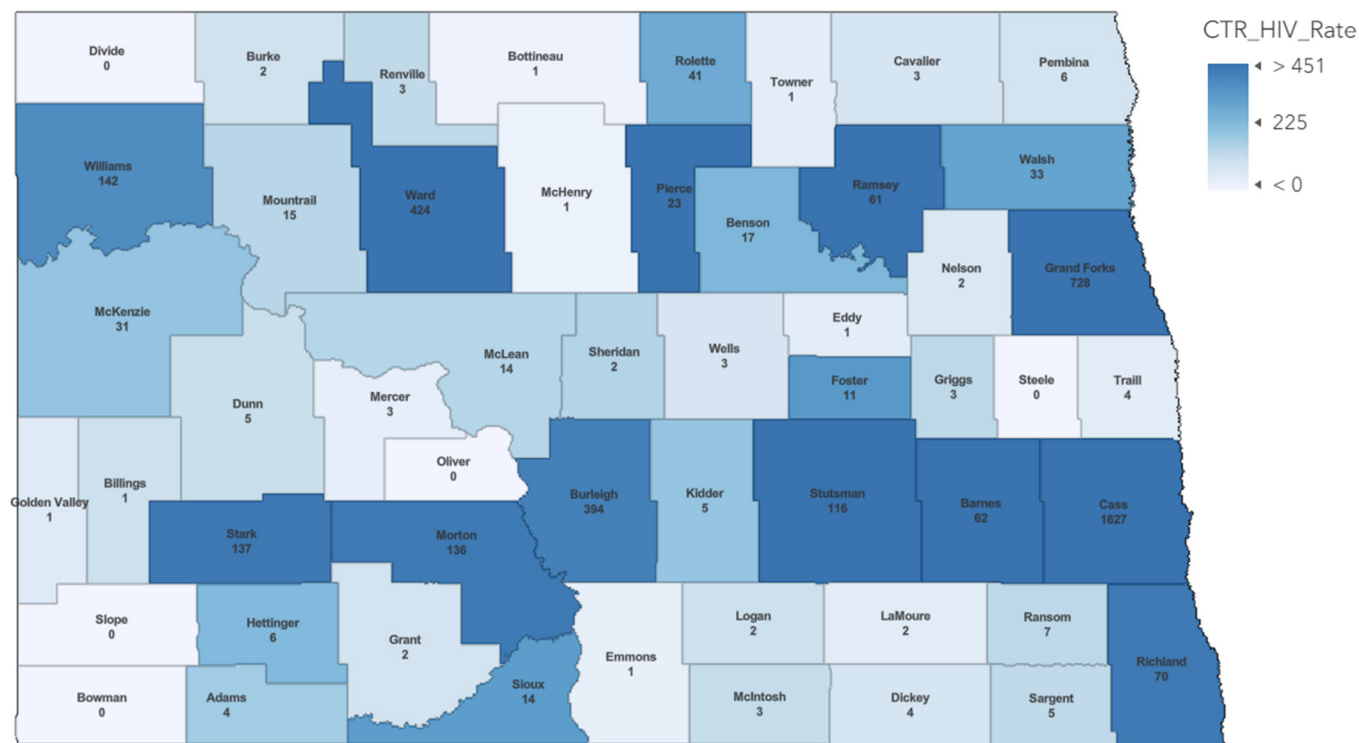 CTR_HIV_Rate
> 451
225
< 0
Divide
0
Burke
2
Renville
3
Bottineau
1
Rolette
41
Towner
1
Cavalier
3
Pembina
6
Williams
142
Mountrail
15
Ward
424
McHenry
1
Pierce
23
Benson
17
Ramsey
61
Walsh
33
Nelson
2
Grand Forks
728
McKenzie
31
Dunn
5
McLean
14
Mercer
3
Oliver
0
Sheridan
2
Wells
3
Eddy
1
Foster
11
Griggs
3
Steele
0
Traill
4
Golden Valley
1
Billings
1
Stark
137
Morton
136
Burleigh
394
Kidder
5
Stutsman
116
Barnes
62
Cass
1627
Slope
0
Hettinger
6
Grant
2
Emmons
1
Logan
2
LaMoure
2
Ransom
7
Richland
70
Bowman
0
Adams
4
Sioux
14
McIntosh
3
Dickey
4
Sargent
5